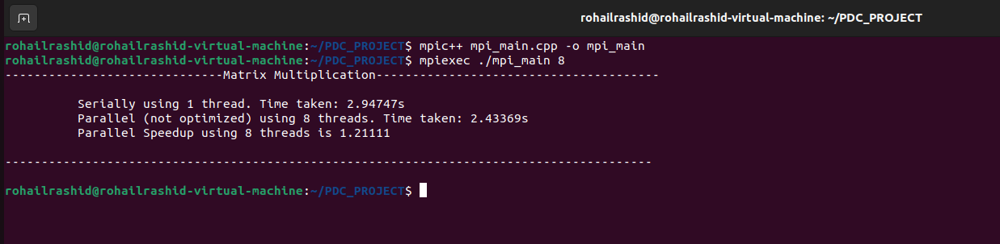 rohailrashid@rohailrashid-virtual-machine: ~/PDC_PROJECT
rohailrashid@rohailrashid-virtual-machine:~/PDC_PROJECT$ mpic++ mpi_main.cpp -o mpi_main
rohailrashid@rohailrashid-virtual-machine:~/PDC_PROJECT$ mpiexec ./mpi_main 8
------------------------------Matrix Multiplication---------------------------------------
Serially using 1 thread. Time taken: 2.94747s
Parallel (not optimized) using 8 threads. Time taken: 2.43369s
Parallel Speedup using 8 threads is 1.21111
-----------------------------------------------------------------------------------------
rohailrashid@rohailrashid-virtual-machine:~/PDC_PROJECT$